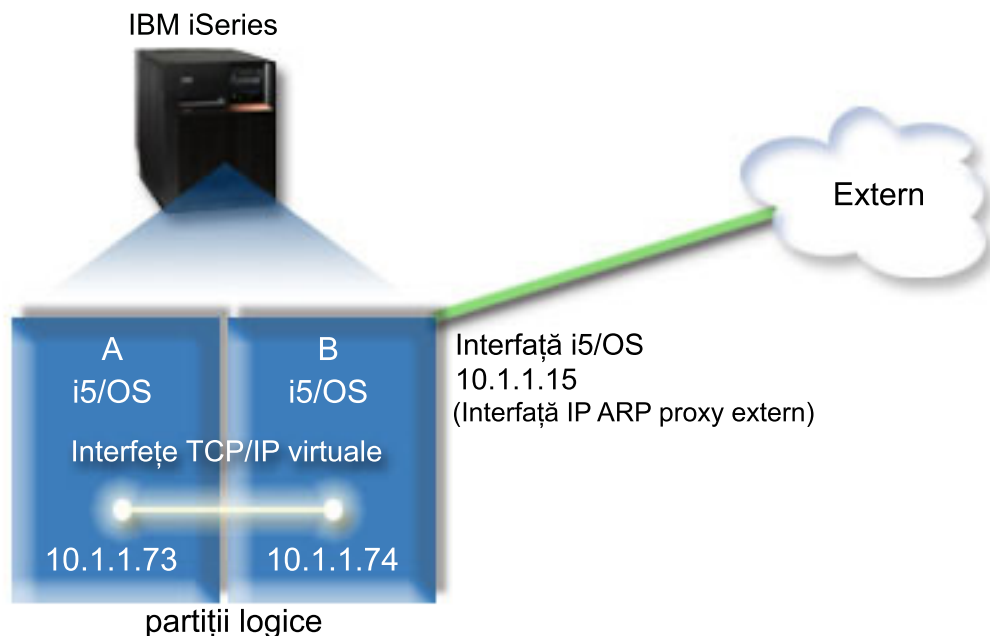 IBM iSeries
Extern
A
i5/OS
B
i5/OS
Interfață i5/OS
10.1.1.15
(Interfață IP ARP proxy extern)
Interfețe TCP/IP virtuale
10.1.1.73
10.1.1.74
partiții logice